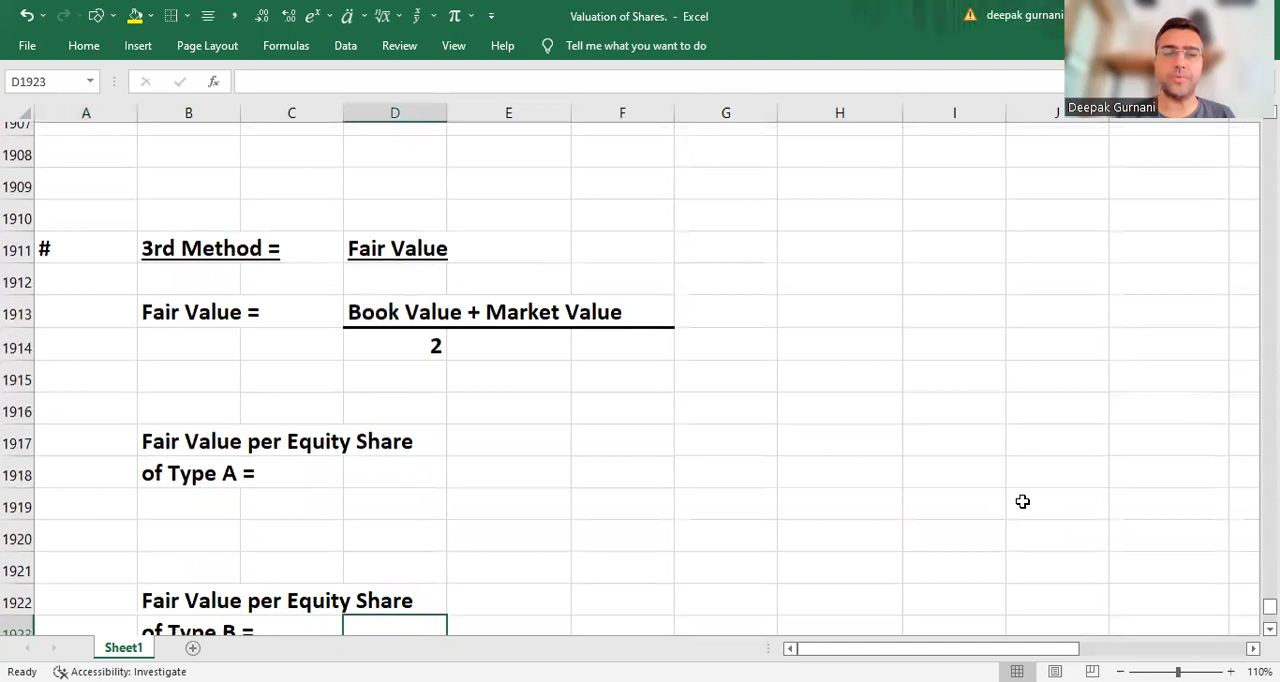 Valuation of Shares. - Excel
deepak gurnani
File Home Insert Page Layout Formulas Data Review View Help Tell me what you want to do
Deepak Gurnani
D1923 fx
A B C D E F G H I J
1907
1908
1909
1910
1911 # 3rd Method = Fair Value
1912
1913 Fair Value = Book Value + Market Value
1914 2
1915
1916
1917 Fair Value per Equity Share
1918 of Type A =
1919
1920
1921
1922 Fair Value per Equity Share
1923 of Type B =
Sheet1
Ready Accessibility: Investigate 110%